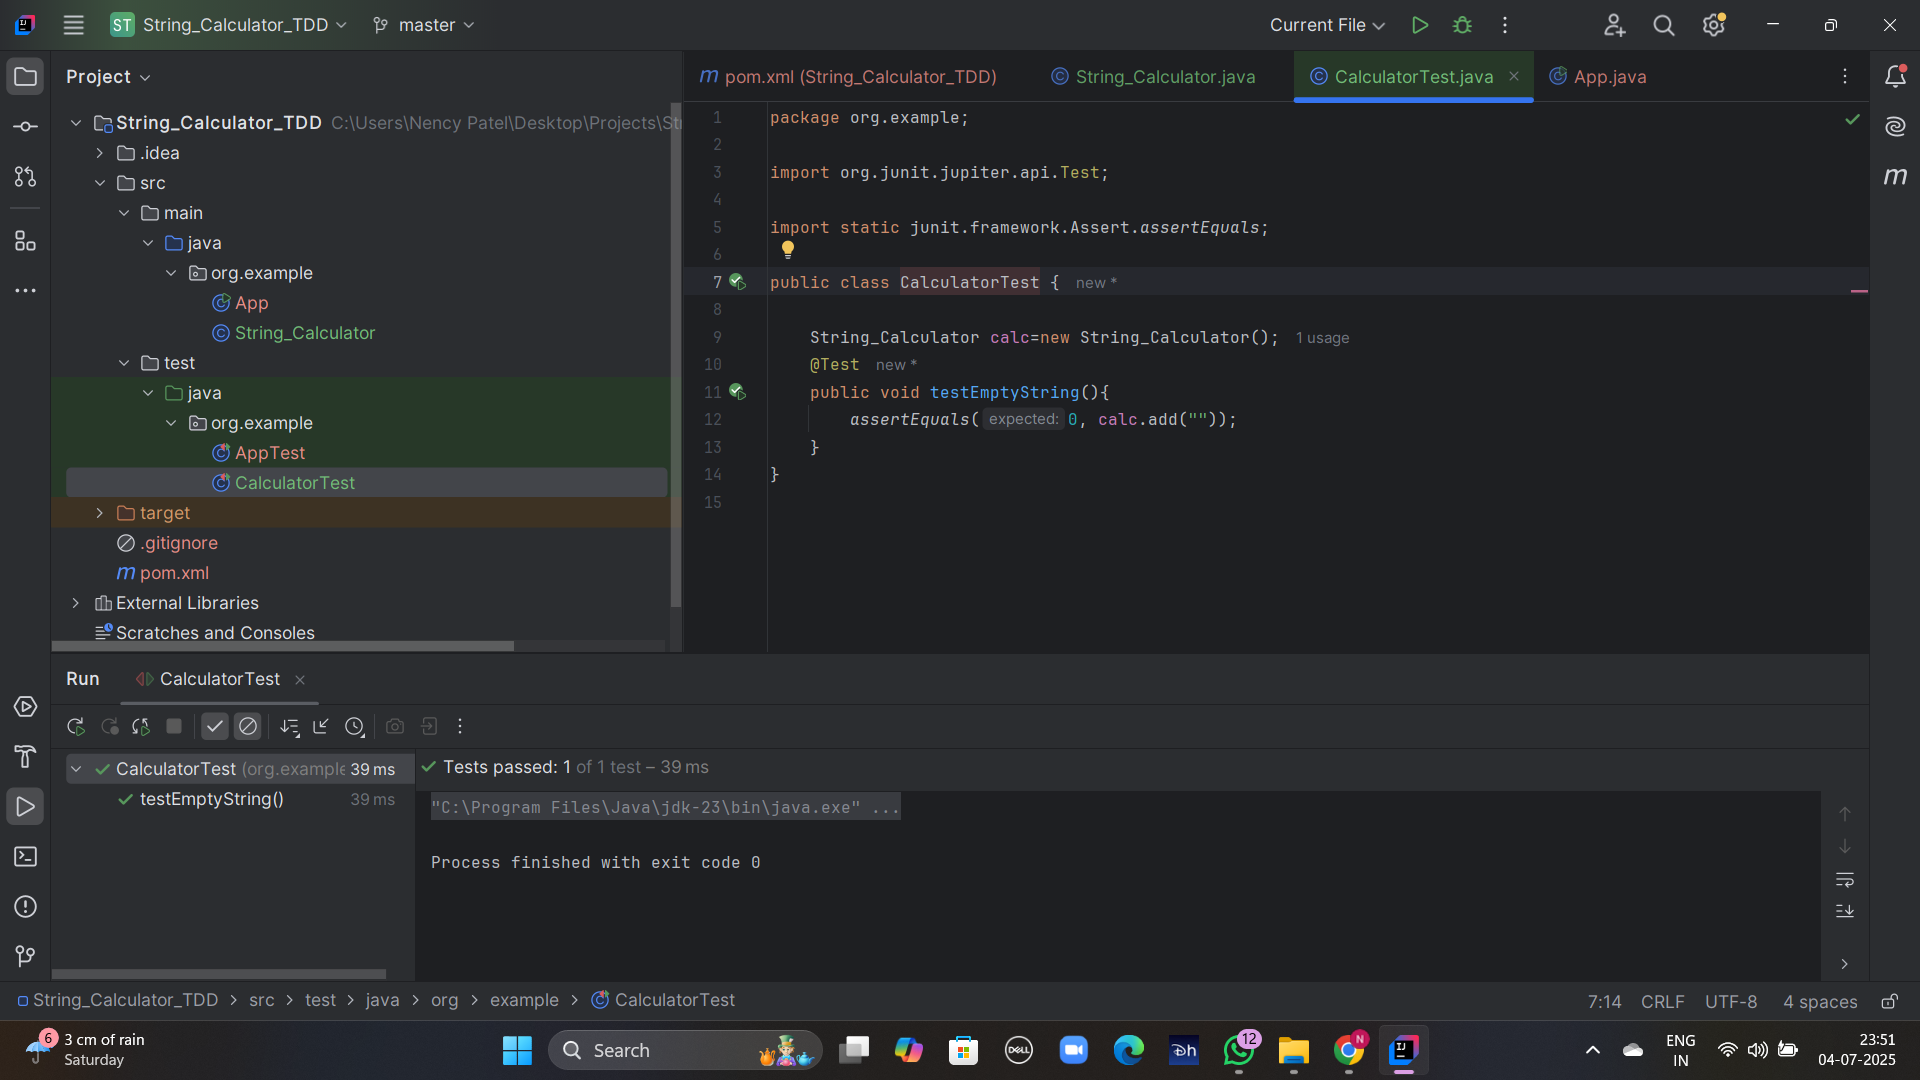 ST String_Calculator_TDD master Current File
Project
pom.xml (String_Calculator_TDD) String_Calculator.java CalculatorTest.java App.java
String_Calculator_TDD C:\Users\Nency Patel\Desktop\Projects\St
.idea
src
main
java
org.example
App
String_Calculator
test
java
org.example
AppTest
CalculatorTest
target
.gitignore
m pom.xml
External Libraries
Scratches and Consoles
1 package org.example;
2
3 import org.junit.jupiter.api.Test;
4
5 import static junit.framework.Assert.assertEquals;
6
7 public class CalculatorTest { new *
8
9 String_Calculator calc=new String_Calculator(); 1 usage
10 @Test new *
11 public void testEmptyString(){
12 assertEquals( expected: 0, calc.add(""));
13 }
14 }
15
Run CalculatorTest
CalculatorTest (org.example 39 ms
testEmptyString() 39 ms
Tests passed: 1 of 1 test – 39 ms
"C:\Program Files\Java\jdk-23\bin\java.exe" ...
Process finished with exit code 0
String_Calculator_TDD > src > test > java > org > example > CalculatorTest
7:14 CRLF UTF-8 4 spaces
6
3 cm of rain
Saturday
Search
DELL
Dh
12
N
IJ
ENG
IN
23:51
04-07-2025